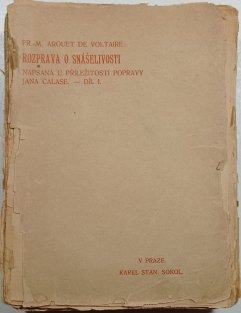 FR.-M. AROUET DE VOLTAIRE:
ROZPRAVA O SNÁŠELIVOSTI
NAPSANÁ U PŘÍLEŽITOSTI POPRAVY
JANA CALASE. — DÍL I.
V PRAZE.
KAREL STAN. SOKOL.